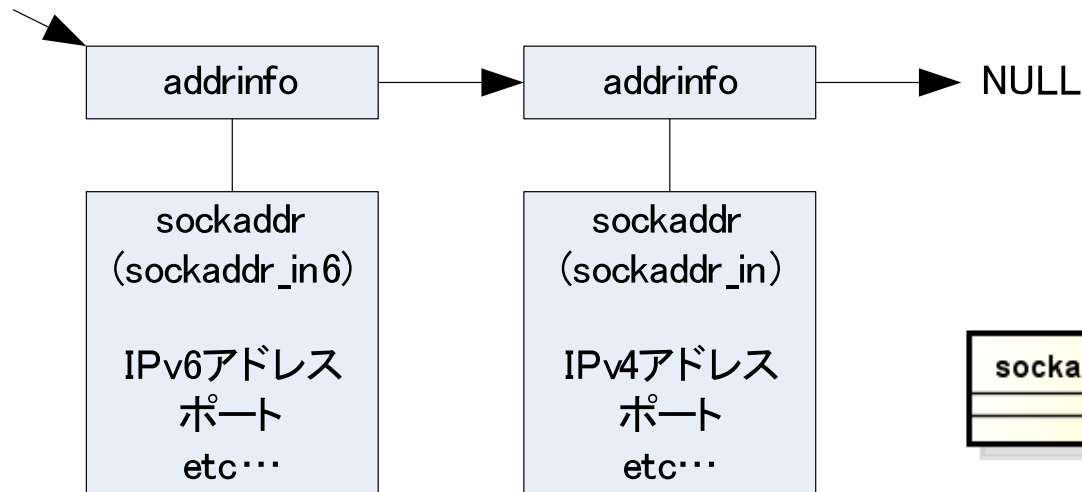 addrinfo
addrinfo
NULL
sockaddr
（sockaddr_in6）
IPv6アドレス
ポート
etc…
sockaddr
（sockaddr_in）
IPv4アドレス
ポート
etc…